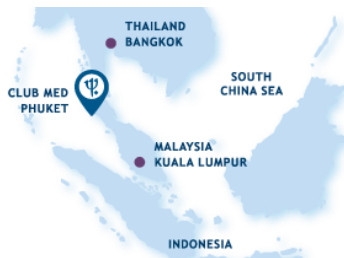 THAILAND
BANGKOK
SOUTH
CHINA SEA
CLUB MED
PHUKET
MALAYSIA
KUALA LUMPUR
INDONESIA